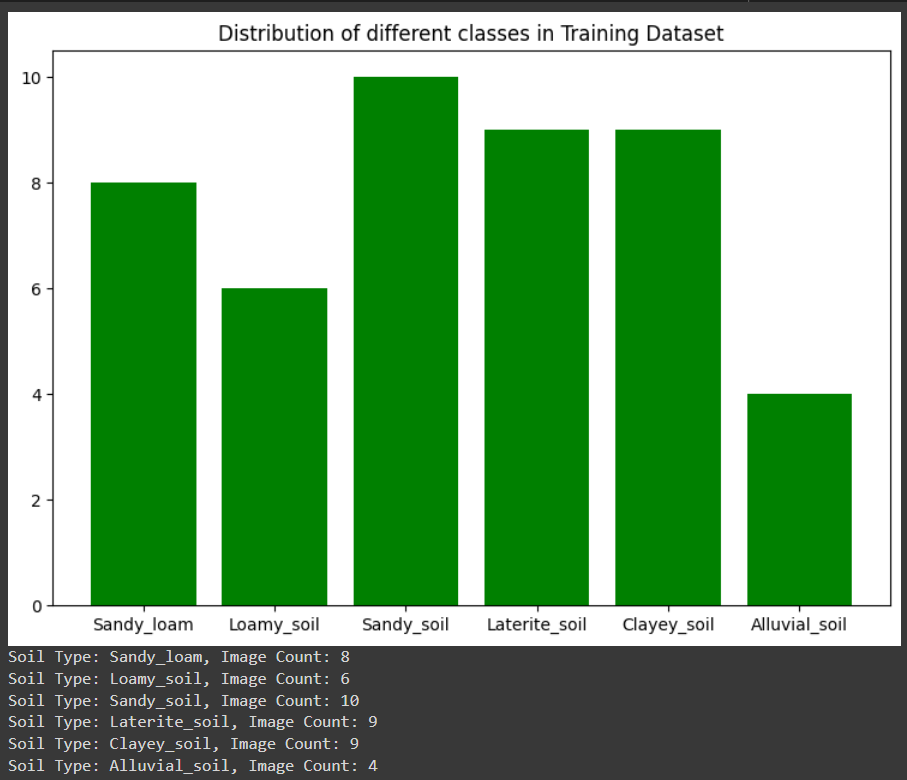 Distribution of different classes in Training Dataset
10
8
6
4
2
0
Sandy_loam Loamy_soil Sandy_soil Laterite_soil Clayey_soil Alluvial_soil
Soil Type: Sandy_loam, Image Count: 8
Soil Type: Loamy_soil, Image Count: 6
Soil Type: Sandy_soil, Image Count: 10
Soil Type: Laterite_soil, Image Count: 9
Soil Type: Clayey_soil, Image Count: 9
Soil Type: Alluvial_soil, Image Count: 4